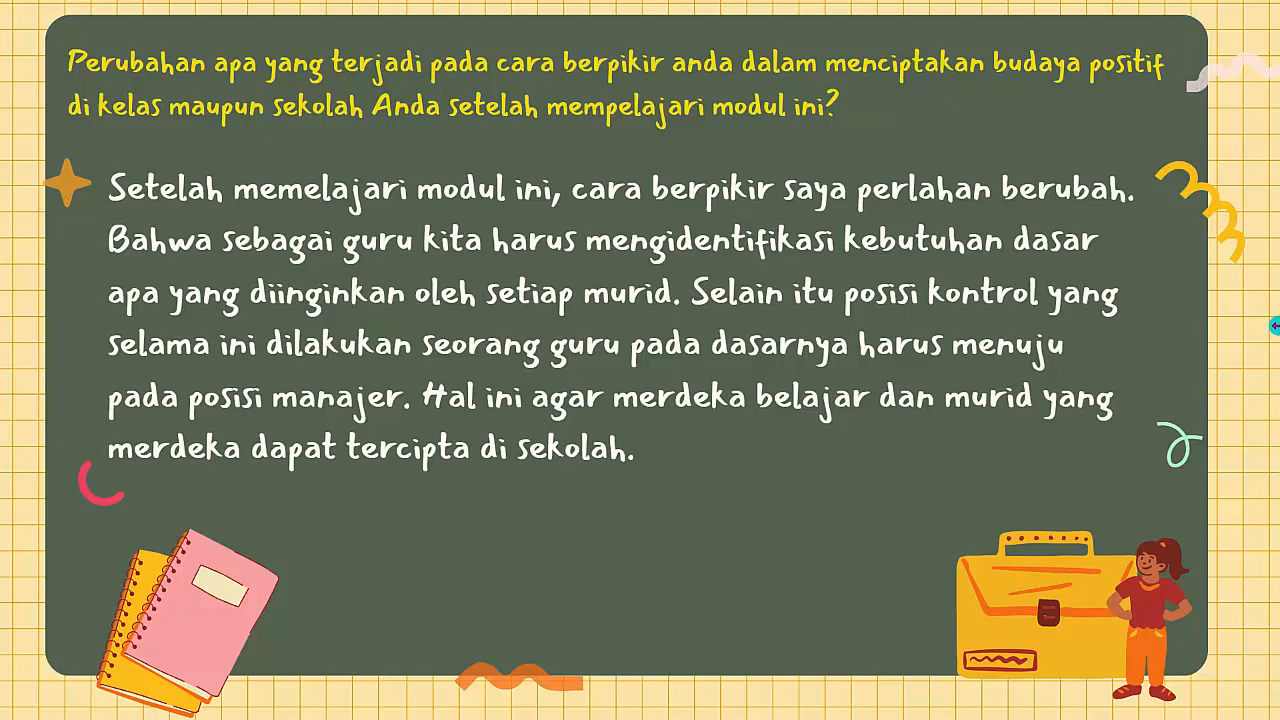 Perubahan apa yang terjadi pada cara berpikir anda dalam menciptakan budaya positif
di kelas maupun sekolah Anda setelah mempelajari modul ini?
Setelah memelajari modul ini, cara berpikir saya perlahan berubah.
Bahwa sebagai guru kita harus mengidentifikasi kebutuhan dasar
apa yang diinginkan oleh setiap murid. Selain itu posisi kontrol yang
selama ini dilakukan seorang guru pada dasarnya harus menuju
pada posisi manajer. Hal ini agar merdeka belajar dan murid yang
merdeka dapat tercipta di sekolah.